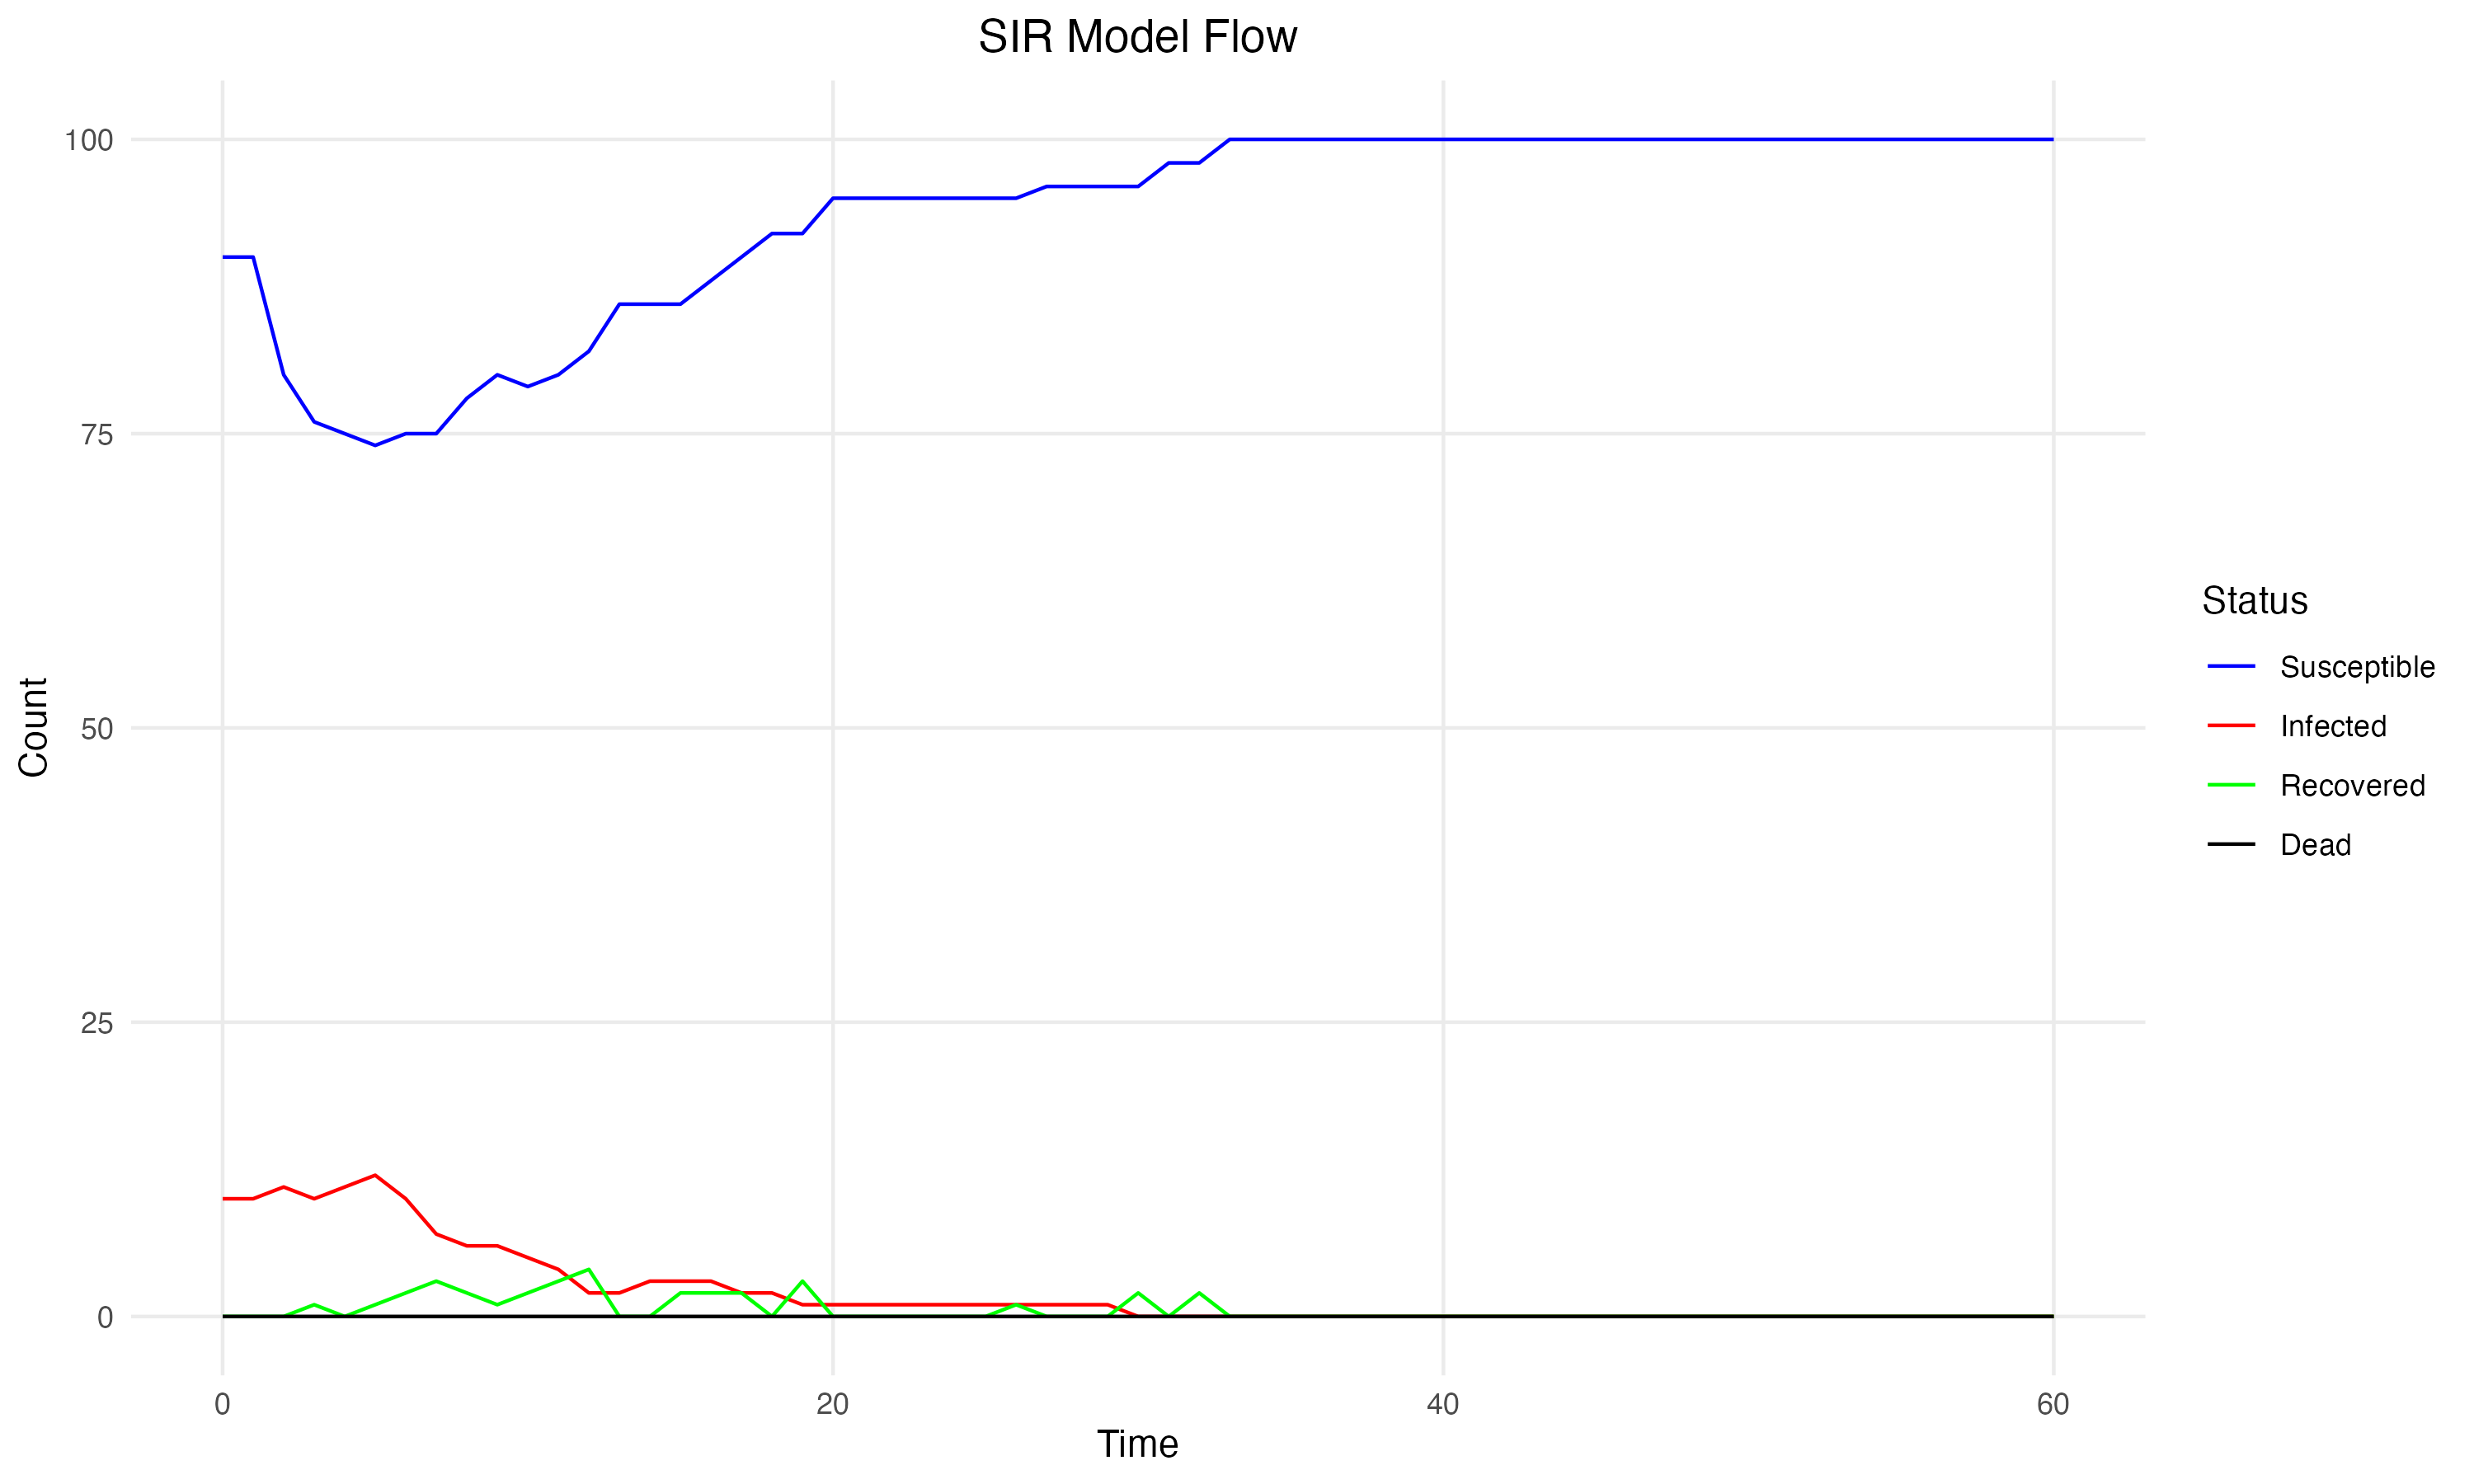 SIR Model Flow
100
75
50
25
0
Count
0 20 40 60
Time
Status
Susceptible
Infected
Recovered
Dead